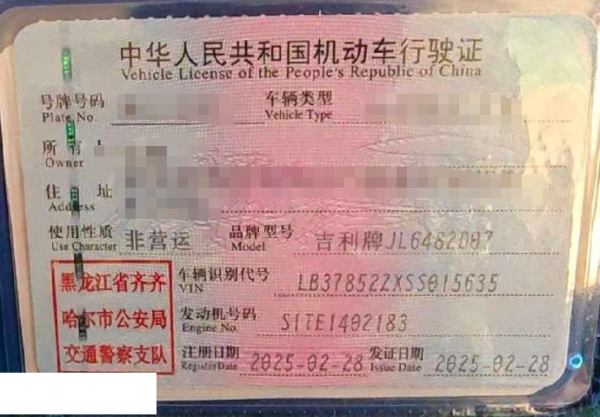 中华人民共和国机动车行驶证
Vehicle License of the People's Republic of China
号牌号码 车辆类型
Plate No. Vehicle Type
所有人
Owner
住 址
Address
使用性质 非营运 品牌型号 吉利牌JL6482D07
Use Character Model
车辆识别代号 LB37852ZXSS015635
VIN
发动机号码 S1TE1402183
Engine No.
注册日期 2025-02-28 发证日期 2025-02-28
Register Date Issue Date
黑龙江省齐齐
哈尔市公安局
交通警察支队